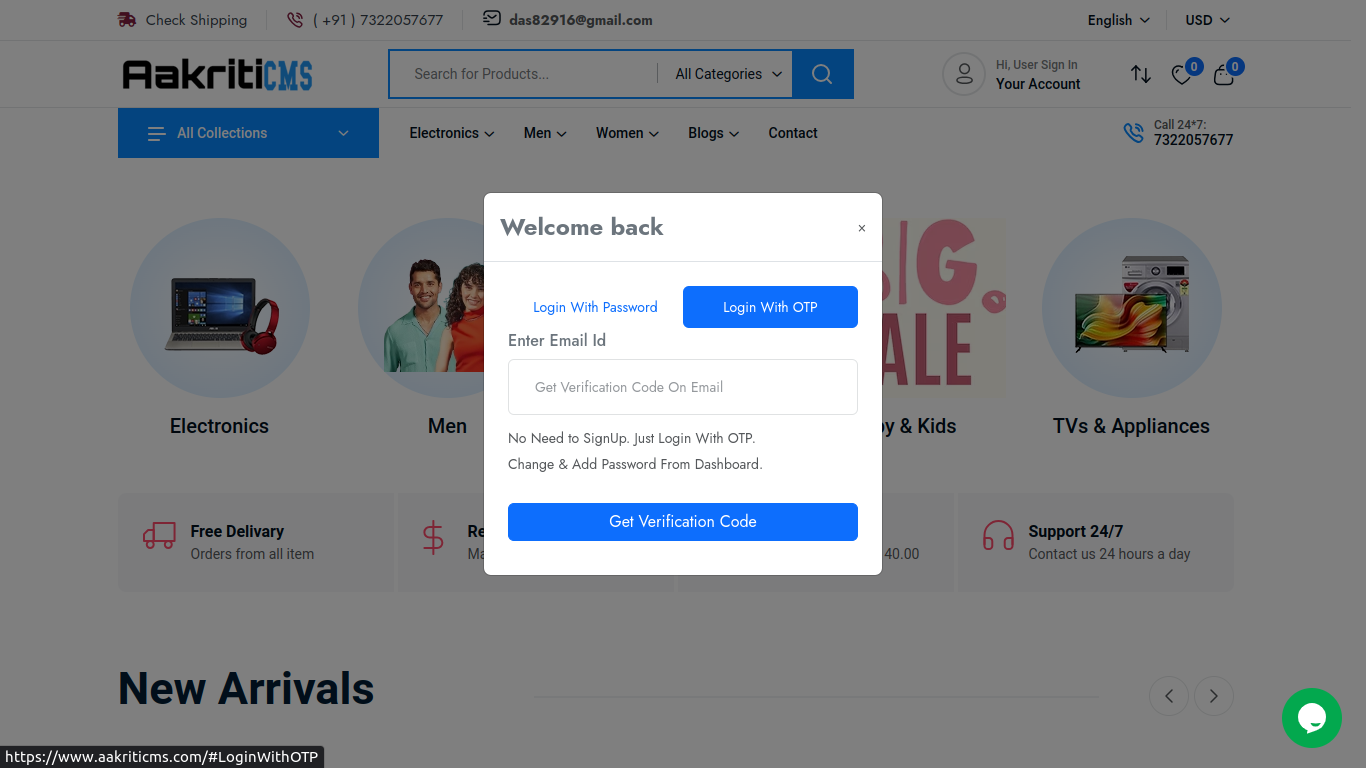 Check Shipping
( +91 ) 7322057677
das82916@gmail.com
English
USD
AakritiCMS
Search for Products...
All Categories
Hi, User Sign In
Your Account
0
0
All Collections
Electronics
Men
Women
Blogs
Contact
Call 24*7:
7322057677
Welcome back
×
Login With Password
Login With OTP
Enter Email Id
Get Verification Code On Email
No Need to SignUp. Just Login With OTP.
Change & Add Password From Dashboard.
Get Verification Code
IG
SALE
Electronics
Men
y & Kids
TVs & Appliances
Free Delivary
Orders from all item
Re
Ma
40.00
Support 24/7
Contact us 24 hours a day
New Arrivals
https://www.aakriticms.com/#LoginWithOTP